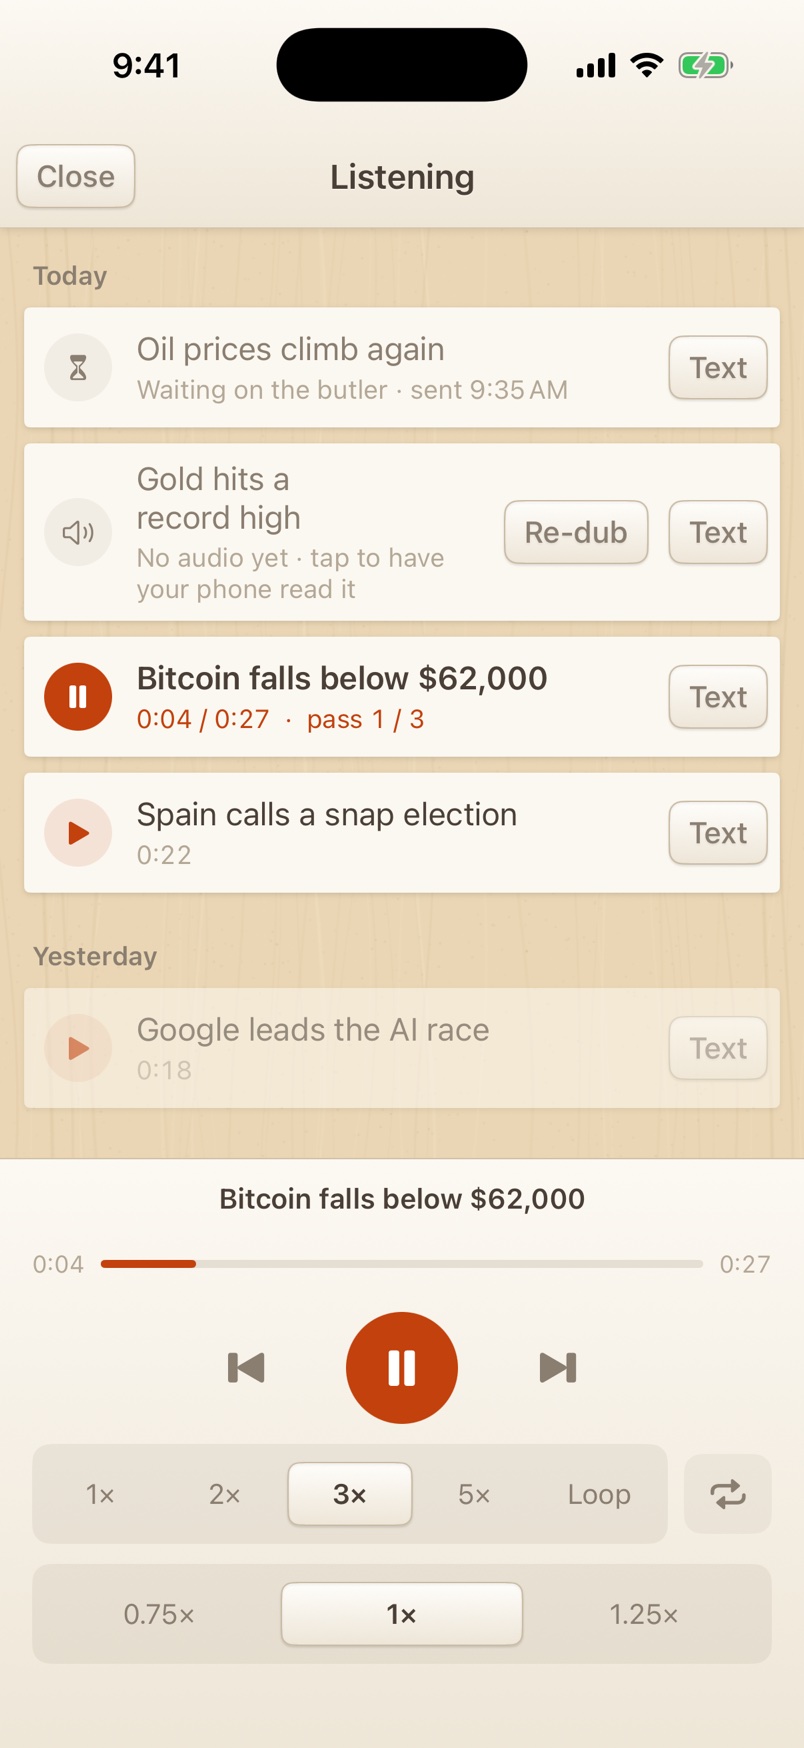 9:41
Close
Listening
Today
Oil prices climb again
Waiting on the butler · sent 9:35 AM
Text
Gold hits a
record high
No audio yet · tap to have
your phone read it
Re-dub
Text
Bitcoin falls below $62,000
0:04 / 0:27 · pass 1 / 3
Text
Spain calls a snap election
0:22
Text
Yesterday
Google leads the AI race
0:18
Text
Bitcoin falls below $62,000
0:04
0:27
1× 2× 3× 5× Loop
0.75× 1× 1.25×